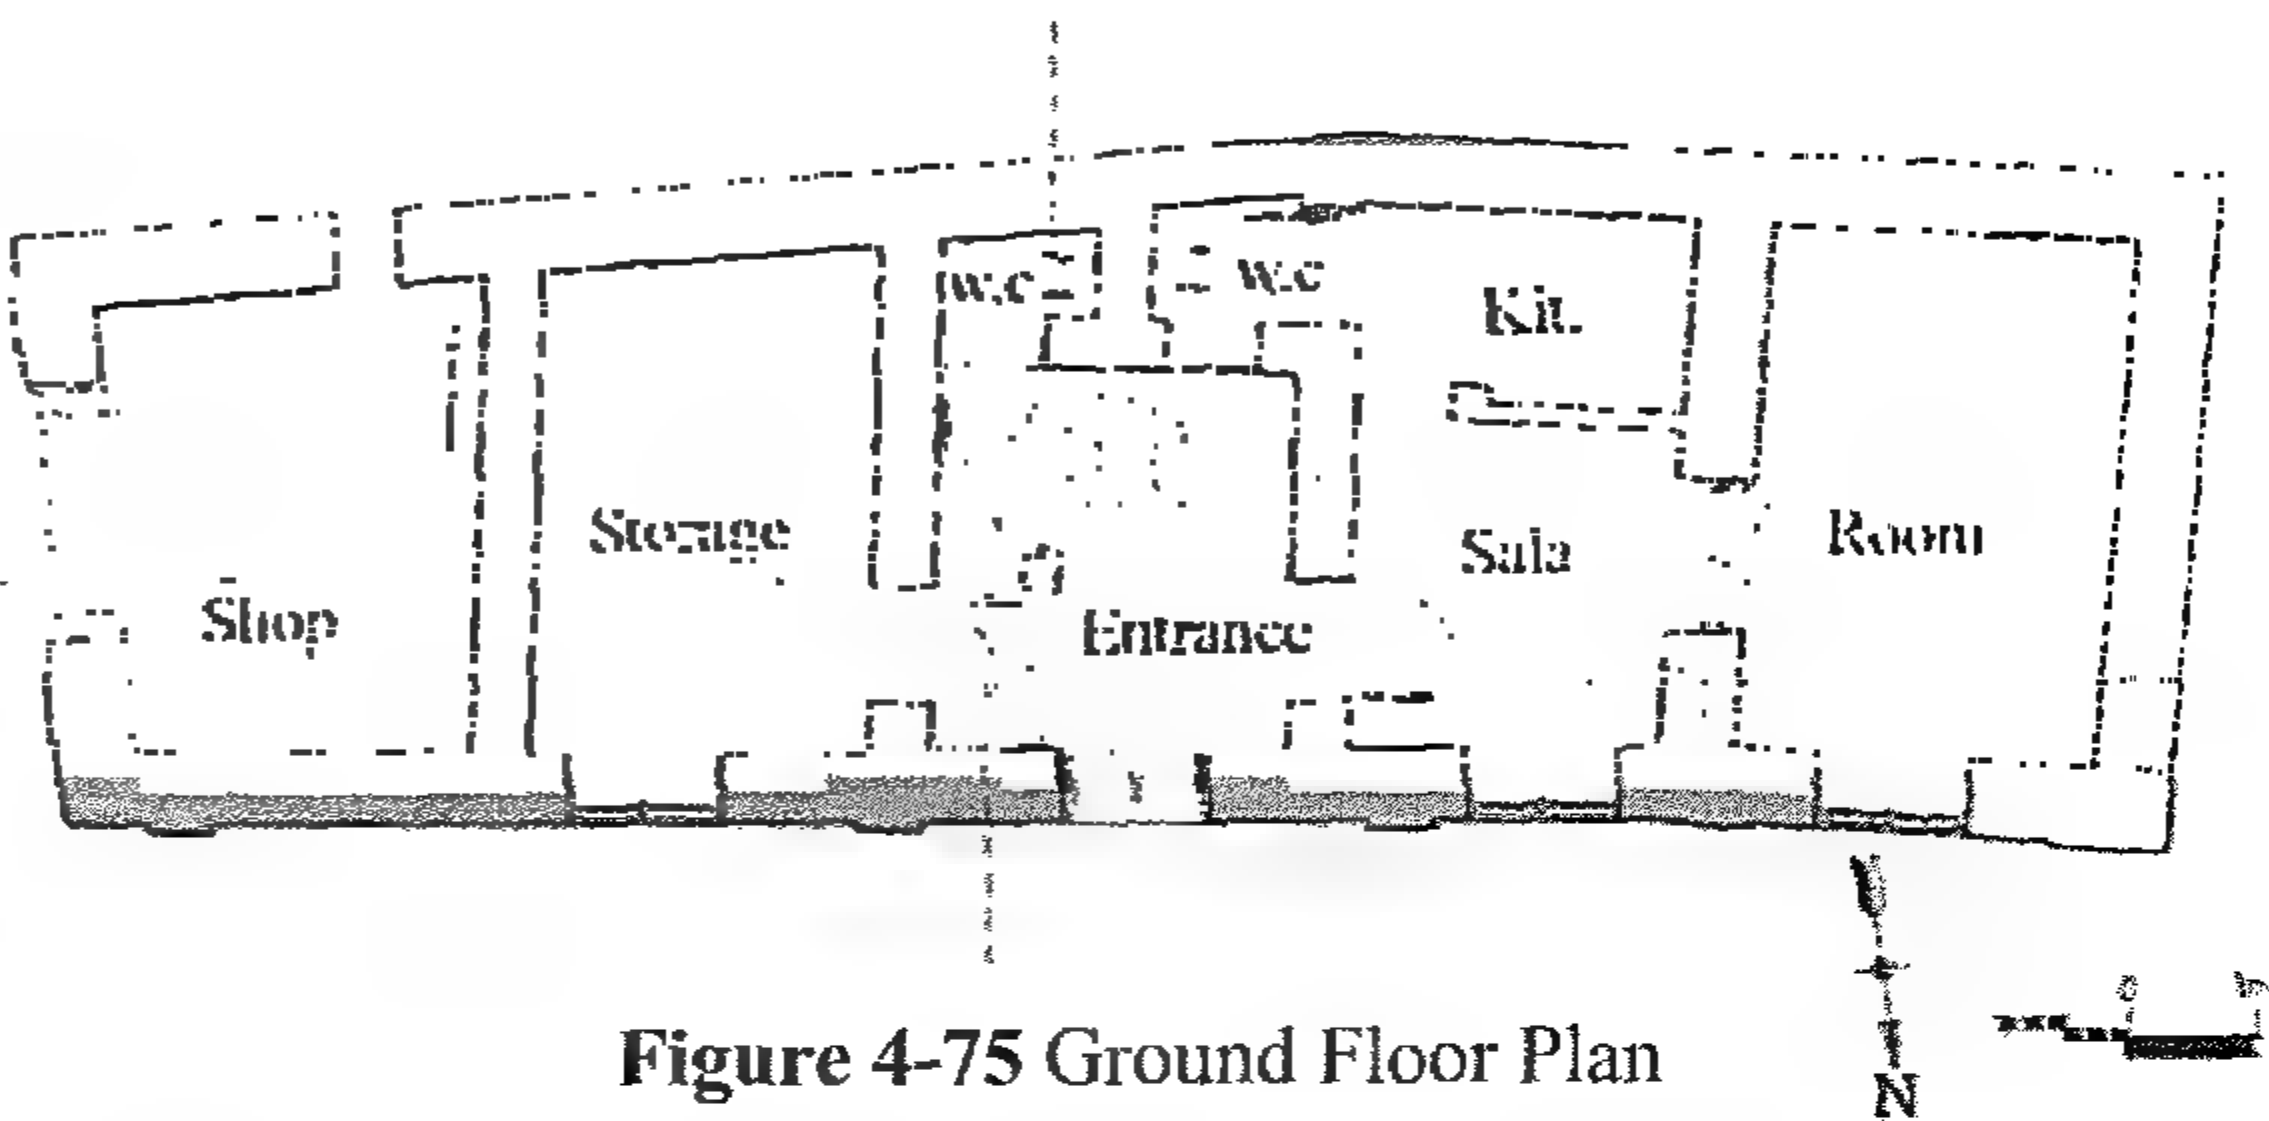 w.c
w.c
Kit.
Storage
Sala
Room
Shop
Entrance
N
Figure 4-75 Ground Floor Plan